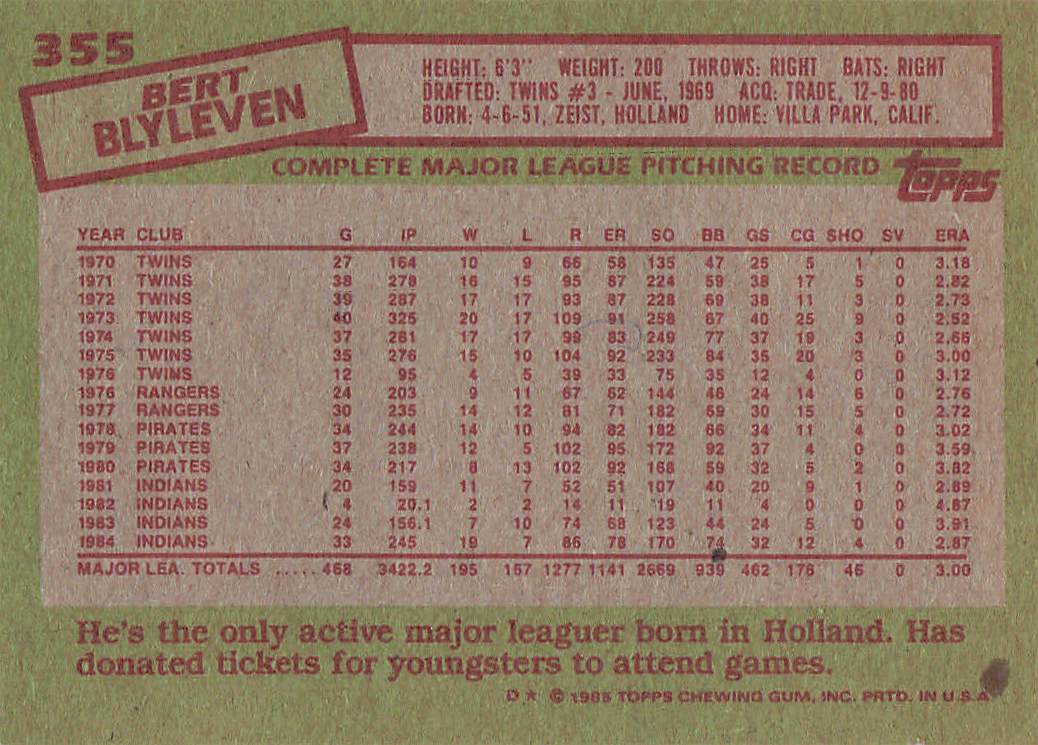 355
BERT
BLYLEVEN
HEIGHT: 6'3" WEIGHT: 200 THROWS: RIGHT BATS: RIGHT
DRAFTED: TWINS #3 - JUNE, 1969 ACQ: TRADE, 12-9-80
BORN: 4-6-51, ZEIST, HOLLAND HOME: VILLA PARK, CALIF.
COMPLETE MAJOR LEAGUE PITCHING RECORD topps
YEAR CLUB G IP W L R ER SO BB GS CG SHO SV ERA
1970 TWINS 27 164 10 9 66 58 135 47 25 5 1 0 3.18
1971 TWINS 38 278 16 15 95 87 224 59 38 17 5 0 2.82
1972 TWINS 39 287 17 17 93 87 228 69 38 11 3 0 2.73
1973 TWINS 40 325 20 17 109 91 258 67 40 25 9 0 2.52
1974 TWINS 37 281 17 17 99 83 249 77 37 19 3 0 2.66
1975 TWINS 35 276 15 10 104 92 233 84 35 20 3 0 3.00
1976 TWINS 12 95 4 5 39 33 75 35 12 4 0 0 3.12
1976 RANGERS 24 203 9 11 67 62 144 46 24 14 6 0 2.76
1977 RANGERS 30 235 14 12 81 71 182 69 30 15 5 0 2.72
1978 PIRATES 34 244 14 10 94 82 182 66 34 11 4 0 3.02
1979 PIRATES 37 238 12 5 102 95 172 92 37 4 0 0 3.59
1980 PIRATES 34 217 8 13 102 92 168 59 32 5 2 0 3.82
1981 INDIANS 20 159 11 7 52 51 107 40 20 9 1 0 2.89
1982 INDIANS 4 20.1 2 2 14 11 19 11 4 0 0 0 4.87
1983 INDIANS 24 156.1 7 10 74 68 123 44 24 5 0 0 3.91
1984 INDIANS 33 245 19 7 86 78 170 74 32 12 4 0 2.87
MAJOR LEA. TOTALS ..... 468 3422.2 195 167 1277 1141 2669 939 462 176 46 0 3.00
He's the only active major leaguer born in Holland. Has
donated tickets for youngsters to attend games.
D * © 1985 TOPPS CHEWING GUM, INC. PRTD. IN U.S.A.